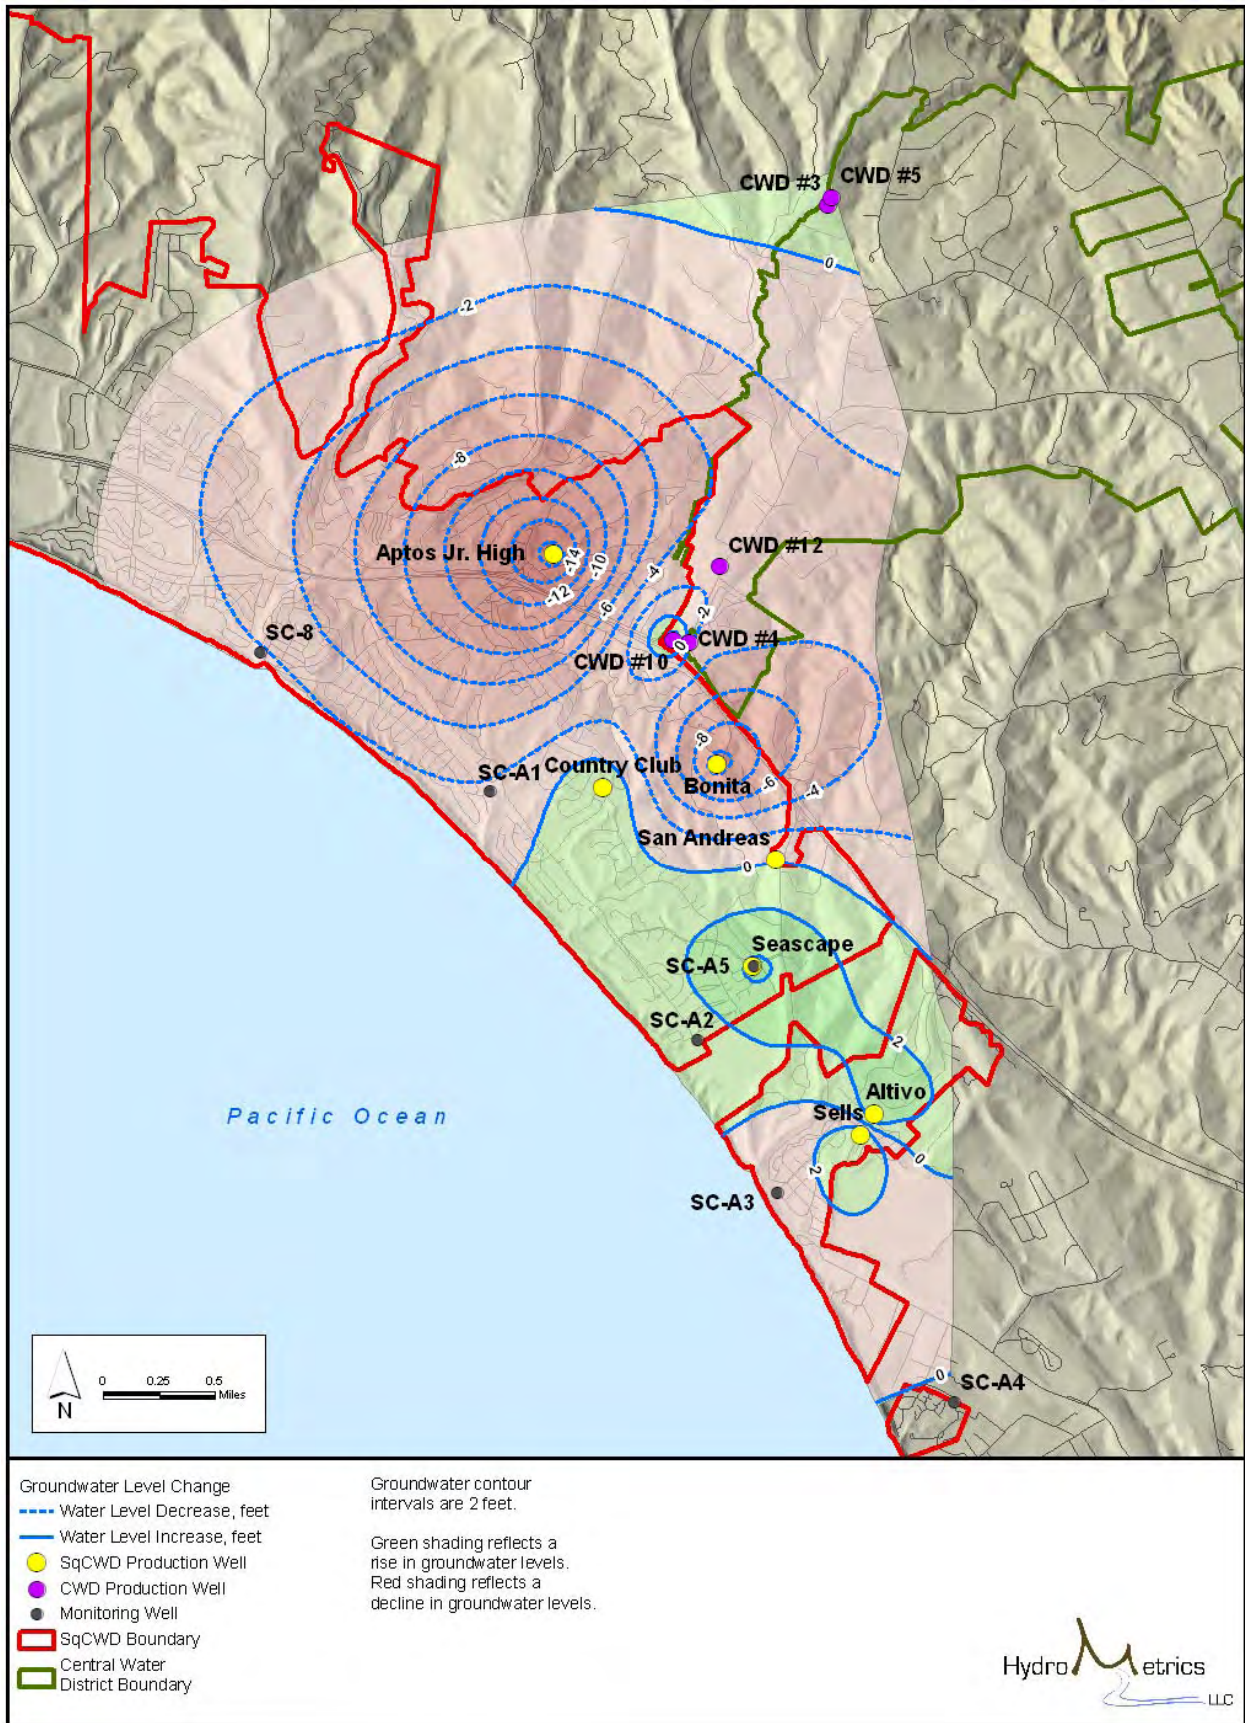 CWD #3
CWD #5
0
-2
-8
Aptos Jr. High
-14
-10
-12
-6
-4
CWD #12
-2
SC-8
0
CWD #4
CWD #10
-8
SC-A1
Country Club
Bonita
-6
-4
San Andreas
0
Seascape
SC-A5
SC-A2
2
Altivo
Sells
Pacific Ocean
0
2
SC-A3
0
SC-A4
0 0.25 0.5
Miles
N
Groundwater Level Change
Water Level Decrease, feet
Water Level Increase, feet
SqCWD Production Well
CWD Production Well
Monitoring Well
SqCWD Boundary
Central Water
District Boundary
Groundwater contour
intervals are 2 feet.
Green shading reflects a
rise in groundwater levels.
Red shading reflects a
decline in groundwater levels.
HydroMetrics
LLC